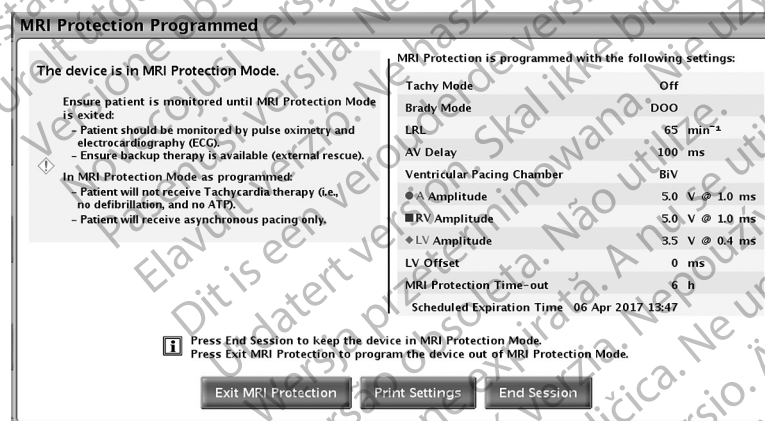 MRI Protection Programmed
The device is in MRI Protection Mode.
Ensure patient is monitored until MRI Protection Mode
is exited:
- Patient should be monitored by pulse oximetry and
electrocardiography (ECG).
- Ensure backup therapy is available (external rescue).
In MRI Protection Mode as programmed:
- Patient will not receive Tachycardia therapy (i.e.,
no defibrillation, and no ATP).
- Patient will receive asynchronous pacing only.
MRI Protection is programmed with the following settings:
Tachy Mode Off
Brady Mode DOO
LRL 65 min⁻¹
AV Delay 100 ms
Ventricular Pacing Chamber BiV
A Amplitude 5.0 V @ 1.0 ms
RV Amplitude 5.0 V @ 1.0 ms
LV Amplitude 3.5 V @ 0.4 ms
LV Offset 0 ms
MRI Protection Time-out 6 h
Scheduled Expiration Time 06 Apr 2017 13:47
Press End Session to keep the device in MRI Protection Mode.
Press Exit MRI Protection to program the device out of MRI Protection Mode.
Exit MRI Protection Print Settings End Session